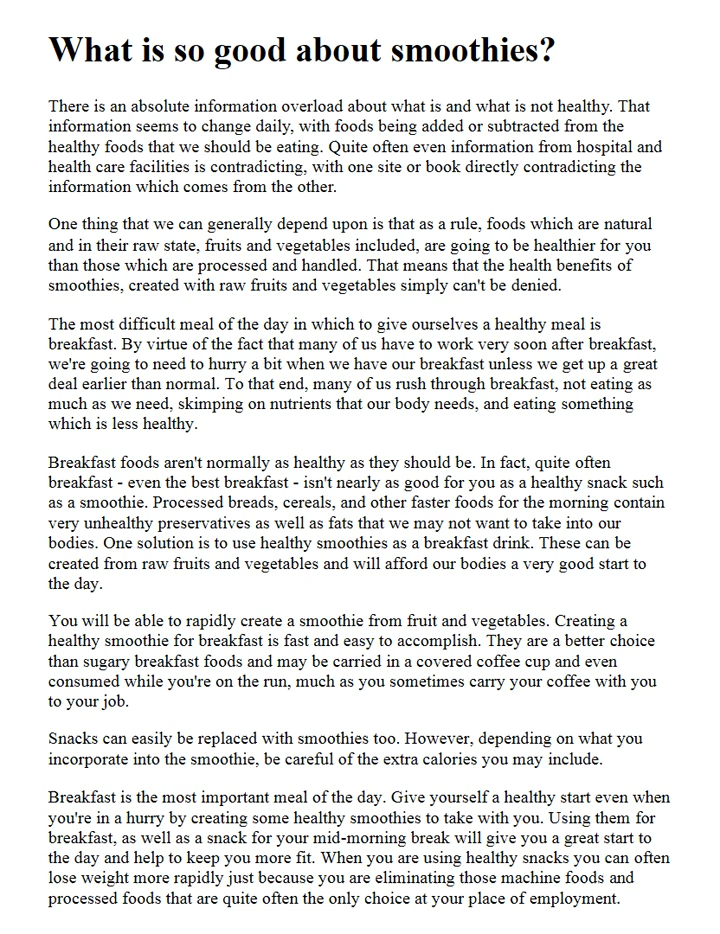 What is so good about smoothies?
There is an absolute information overload about what is and what is not healthy. That
information seems to change daily, with foods being added or subtracted from the
healthy foods that we should be eating. Quite often even information from hospital and
health care facilities is contradicting, with one site or book directly contradicting the
information which comes from the other.
One thing that we can generally depend upon is that as a rule, foods which are natural
and in their raw state, fruits and vegetables included, are going to be healthier for you
than those which are processed and handled. That means that the health benefits of
smoothies, created with raw fruits and vegetables simply can't be denied.
The most difficult meal of the day in which to give ourselves a healthy meal is
breakfast. By virtue of the fact that many of us have to work very soon after breakfast,
we're going to need to hurry a bit when we have our breakfast unless we get up a great
deal earlier than normal. To that end, many of us rush through breakfast, not eating as
much as we need, skimping on nutrients that our body needs, and eating something
which is less healthy.
Breakfast foods aren't normally as healthy as they should be. In fact, quite often
breakfast - even the best breakfast - isn't nearly as good for you as a healthy snack such
as a smoothie. Processed breads, cereals, and other faster foods for the morning contain
very unhealthy preservatives as well as fats that we may not want to take into our
bodies. One solution is to use healthy smoothies as a breakfast drink. These can be
created from raw fruits and vegetables and will afford our bodies a very good start to
the day.
You will be able to rapidly create a smoothie from fruit and vegetables. Creating a
healthy smoothie for breakfast is fast and easy to accomplish. They are a better choice
than sugary breakfast foods and may be carried in a covered coffee cup and even
consumed while you're on the run, much as you sometimes carry your coffee with you
to your job.
Snacks can easily be replaced with smoothies too. However, depending on what you
incorporate into the smoothie, be careful of the extra calories you may include.
Breakfast is the most important meal of the day. Give yourself a healthy start even when
you're in a hurry by creating some healthy smoothies to take with you. Using them for
breakfast, as well as a snack for your mid-morning break will give you a great start to
the day and help to keep you more fit. When you are using healthy snacks you can often
lose weight more rapidly just because you are eliminating those machine foods and
processed foods that are quite often the only choice at your place of employment.